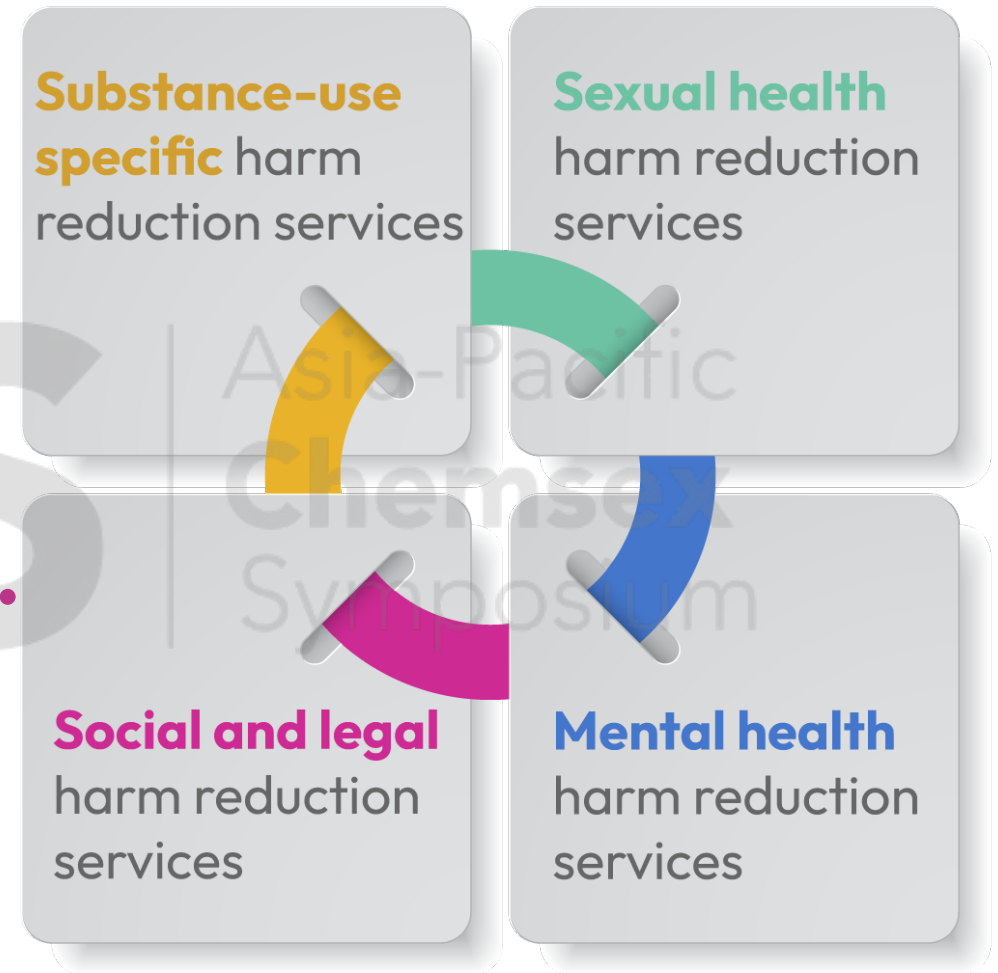 Substance-use
specific harm
reduction services
Sexual health
harm reduction
services
Asia-Pacific
Chemsex
Symposium
Social and legal
harm reduction
services
Mental health
harm reduction
services